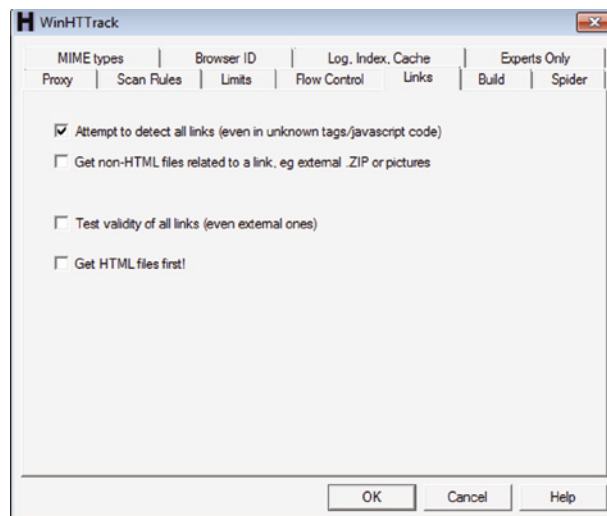 WinHTTrack
MIME types Browser ID Log, Index, Cache Experts Only
Proxy Scan Rules Limits Flow Control Links Build Spider
Attempt to detect all links (even in unknown tags/javascript code)
Get non-HTML files related to a link, eg external .ZIP or pictures
Test validity of all links (even external ones)
Get HTML files first!
OK Cancel Help